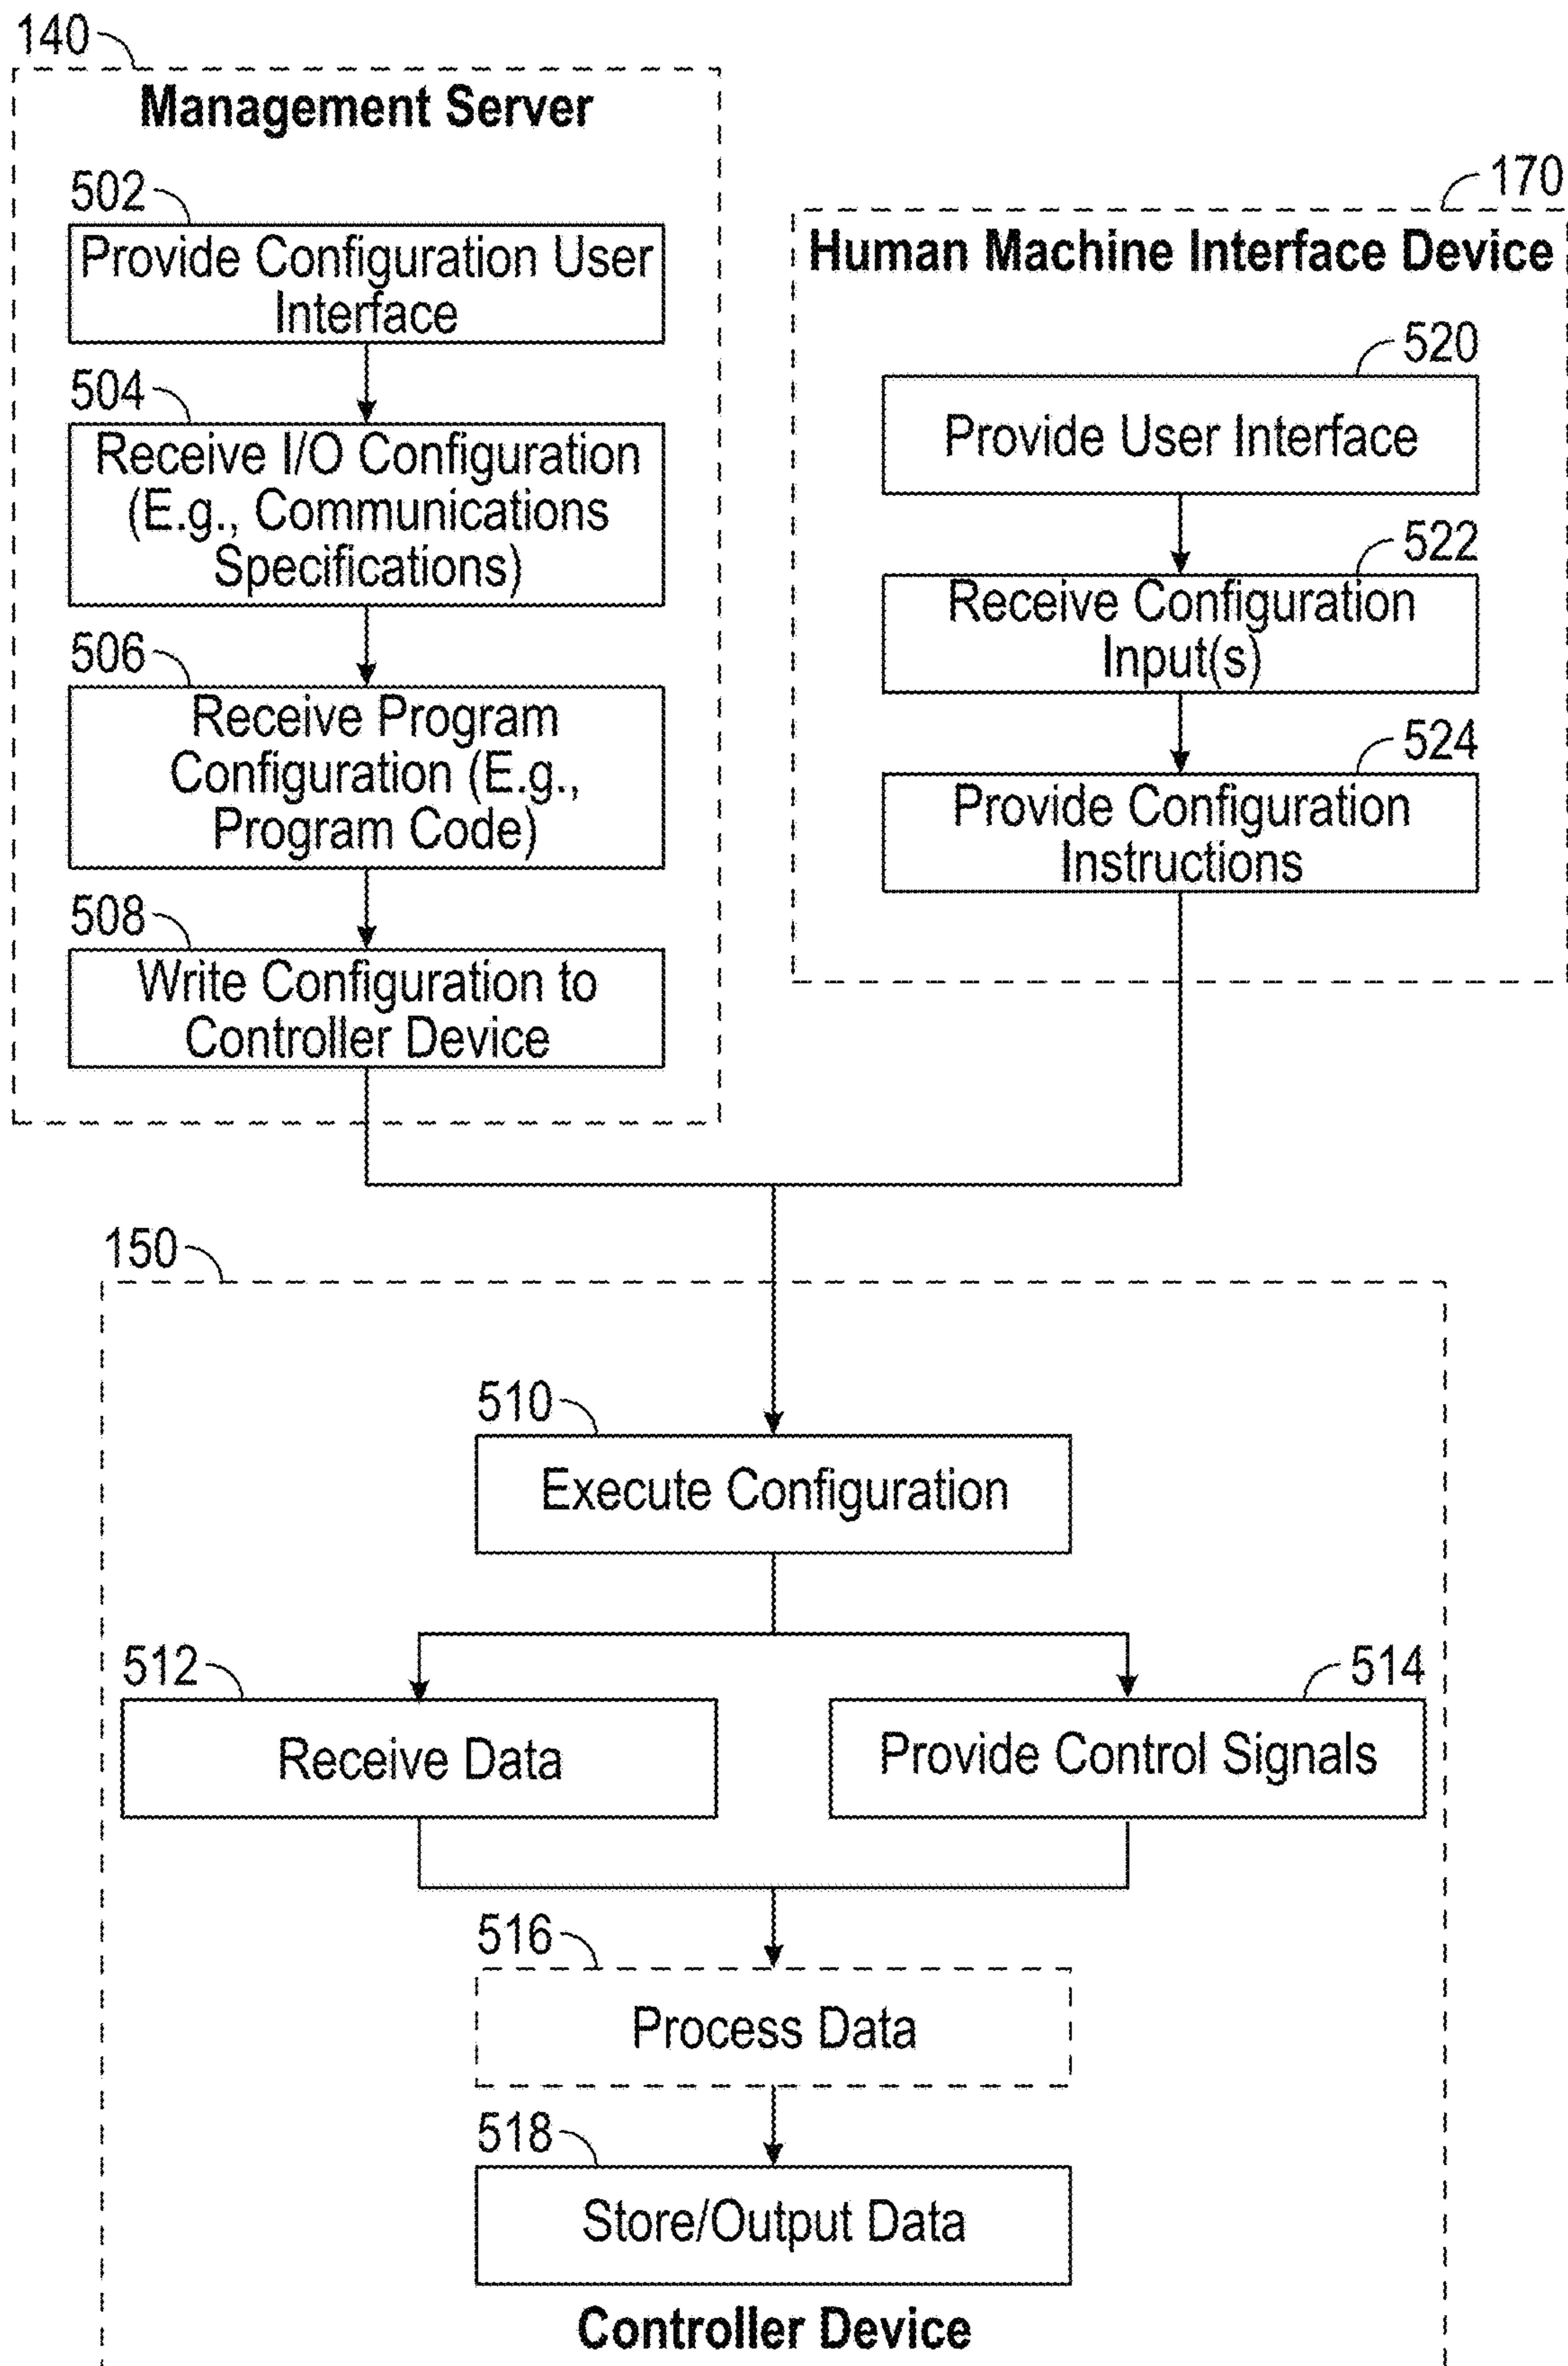 140
Management Server
502
Provide Configuration User
Interface
504
Receive I/O Configuration
(E.g., Communications
Specifications)
506
Receive Program
Configuration (E.g.,
Program Code)
508
Write Configuration to
Controller Device
170
Human Machine Interface Device
520
Provide User Interface
522
Receive Configuration
Input(s)
524
Provide Configuration
Instructions
150
510
Execute Configuration
512
Receive Data
514
Provide Control Signals
516
Process Data
518
Store/Output Data
Controller Device